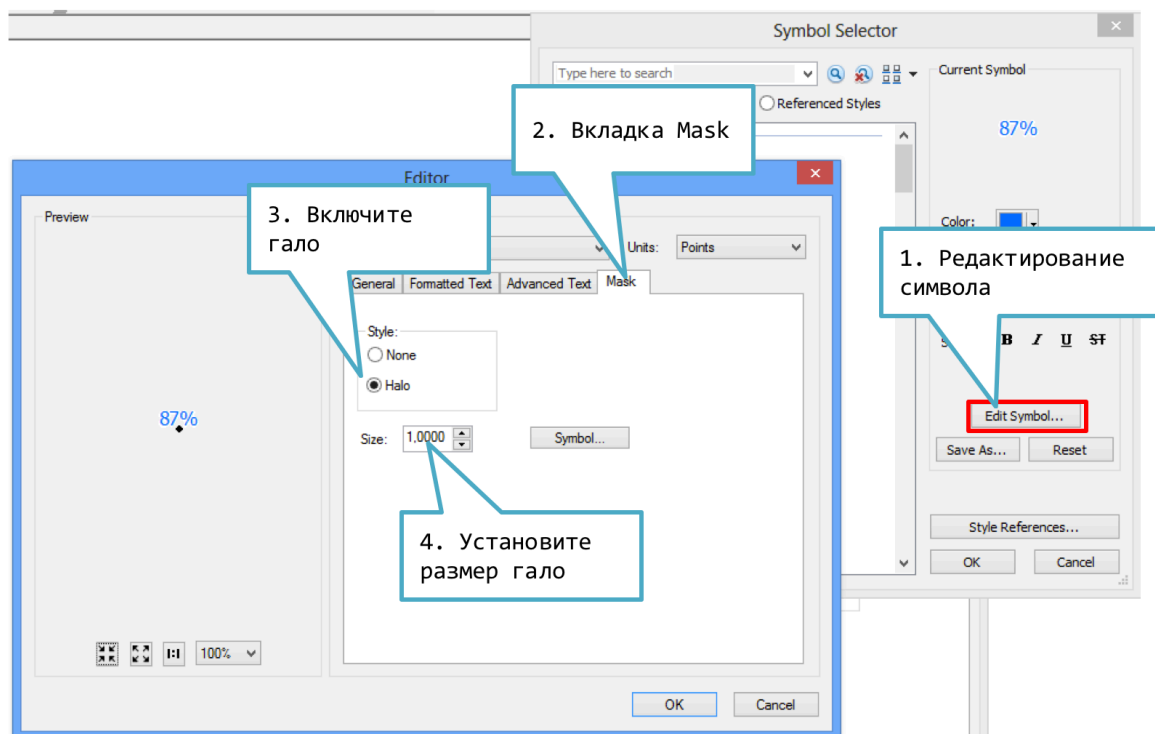 Symbol Selector
Type here to search
Referenced Styles
Current Symbol
87%
Color:
1. Редактирование
символа
B I U ST
Edit Symbol...
Save As... Reset
Style References...
OK Cancel
2. Вкладка Mask
Editor
Preview
3. Включите
гало
Units: Points
General Formatted Text Advanced Text Mask
Style:
None
Halo
87%
Size: 1,0000 Symbol...
4. Установите
размер гало
100%
OK Cancel